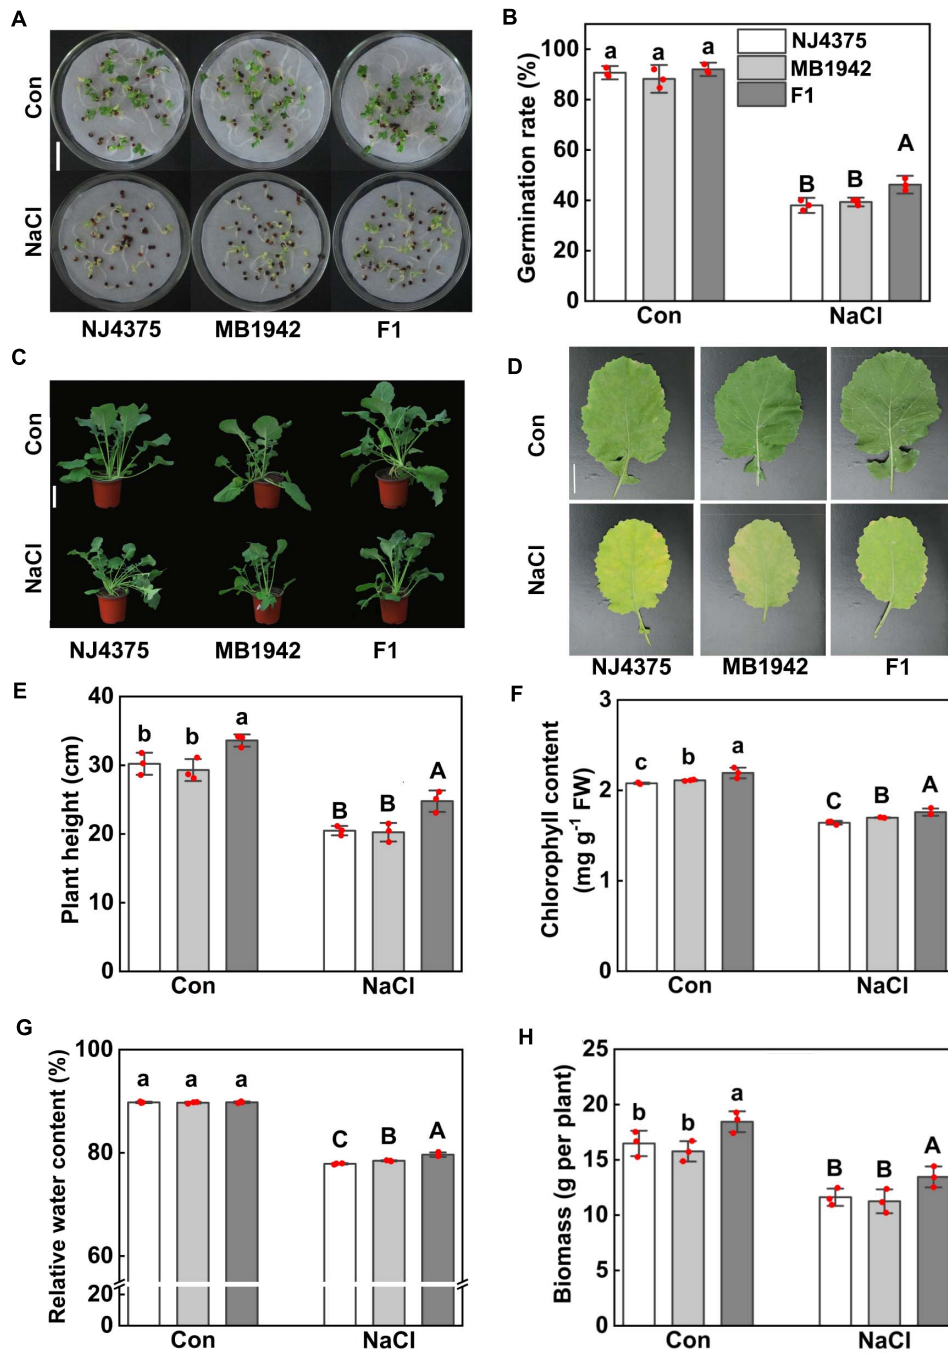 A
Con
NaCl
NJ4375 MB1942 F1
B
Germination rate (%)
100
80
60
40
20
0
a a a
B B A
NJ4375
MB1942
F1
Con NaCl
C
Con
NaCl
NJ4375 MB1942 F1
D
Con
NaCl
NJ4375 MB1942 F1
E
Plant height (cm)
40
30
20
10
0
b b a
B B A
Con NaCl
F
Chlorophyll content
(mg g⁻¹ FW)
3
2
1
0
c b a
C B A
Con NaCl
G
Relative water content (%)
100
80
60
20
0
a a a
C B A
Con NaCl
H
Biomass (g per plant)
25
20
15
10
5
0
b b a
B B A
Con NaCl